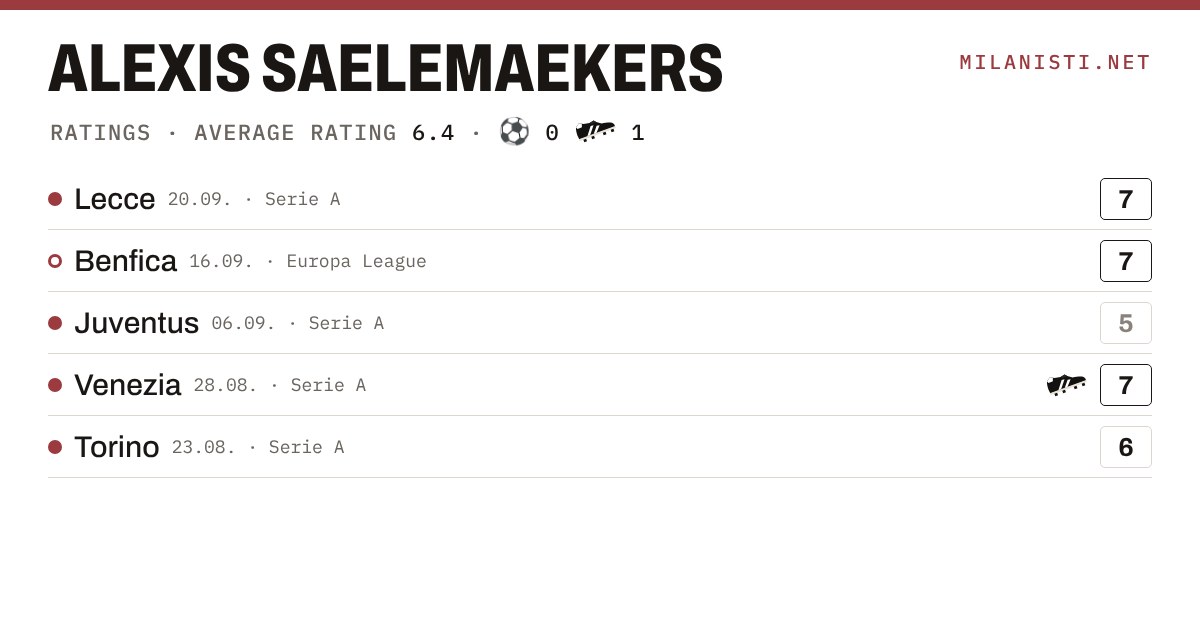 ALEXIS SAELEMAEKERS
MILANISTI.NET
RATINGS · AVERAGE RATING 6.4 · ⚽ 0 1
Lecce 20.09. · Serie A 7
Benfica 16.09. · Europa League 7
Juventus 06.09. · Serie A 5
Venezia 28.08. · Serie A 7
Torino 23.08. · Serie A 6